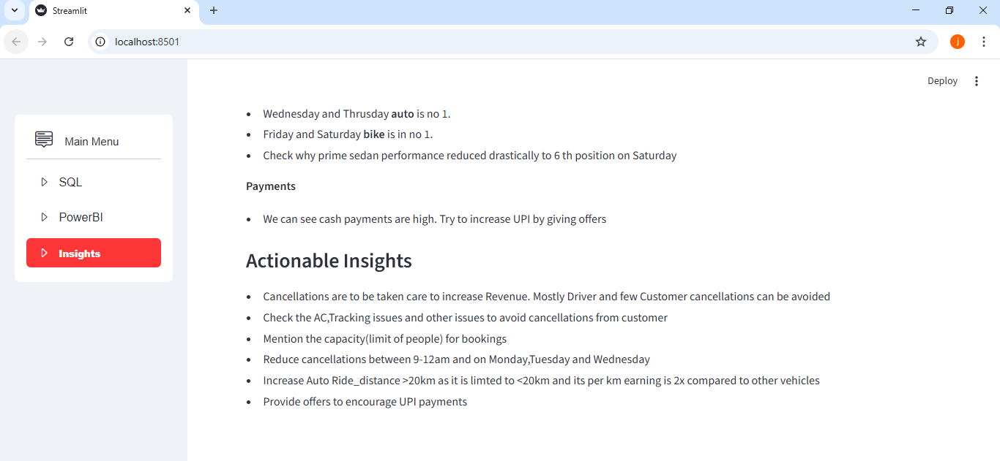 Streamlit
localhost:8501
j
Deploy
Main Menu
SQL
PowerBI
Insights
Wednesday and Thrusday auto is no 1.
Friday and Saturday bike is in no 1.
Check why prime sedan performance reduced drastically to 6 th position on Saturday
Payments
We can see cash payments are high. Try to increase UPI by giving offers
Actionable Insights
Cancellations are to be taken care to increase Revenue. Mostly Driver and few Customer cancellations can be avoided
Check the AC,Tracking issues and other issues to avoid cancellations from customer
Mention the capacity(limit of people) for bookings
Reduce cancellations between 9-12am and on Monday,Tuesday and Wednesday
Increase Auto Ride_distance >20km as it is limted to <20km and its per km earning is 2x compared to other vehicles
Provide offers to encourage UPI payments